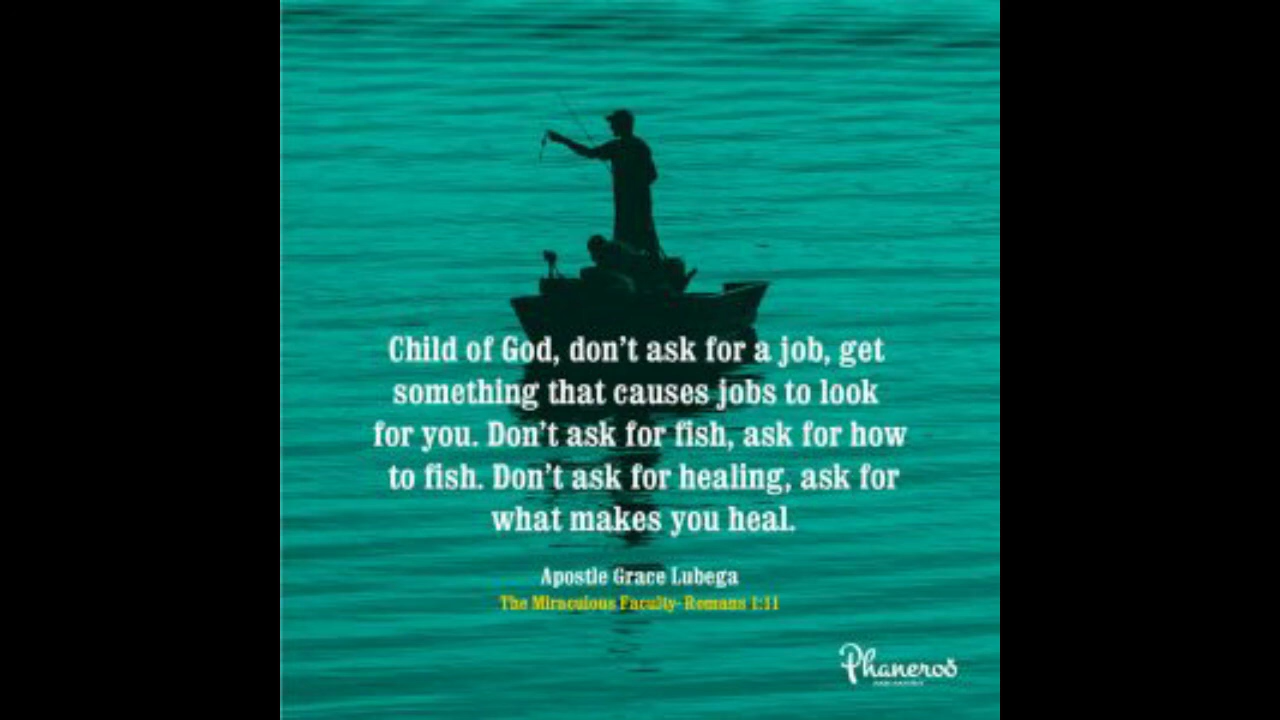 Child of God, don't ask for a job, get
something that causes jobs to look
for you. Don't ask for fish, ask for how
to fish. Don't ask for healing, ask for
what makes you heal.
Apostle Grace Lubega
The Miraculous Faculty- Romans 1:11
Phaneroo